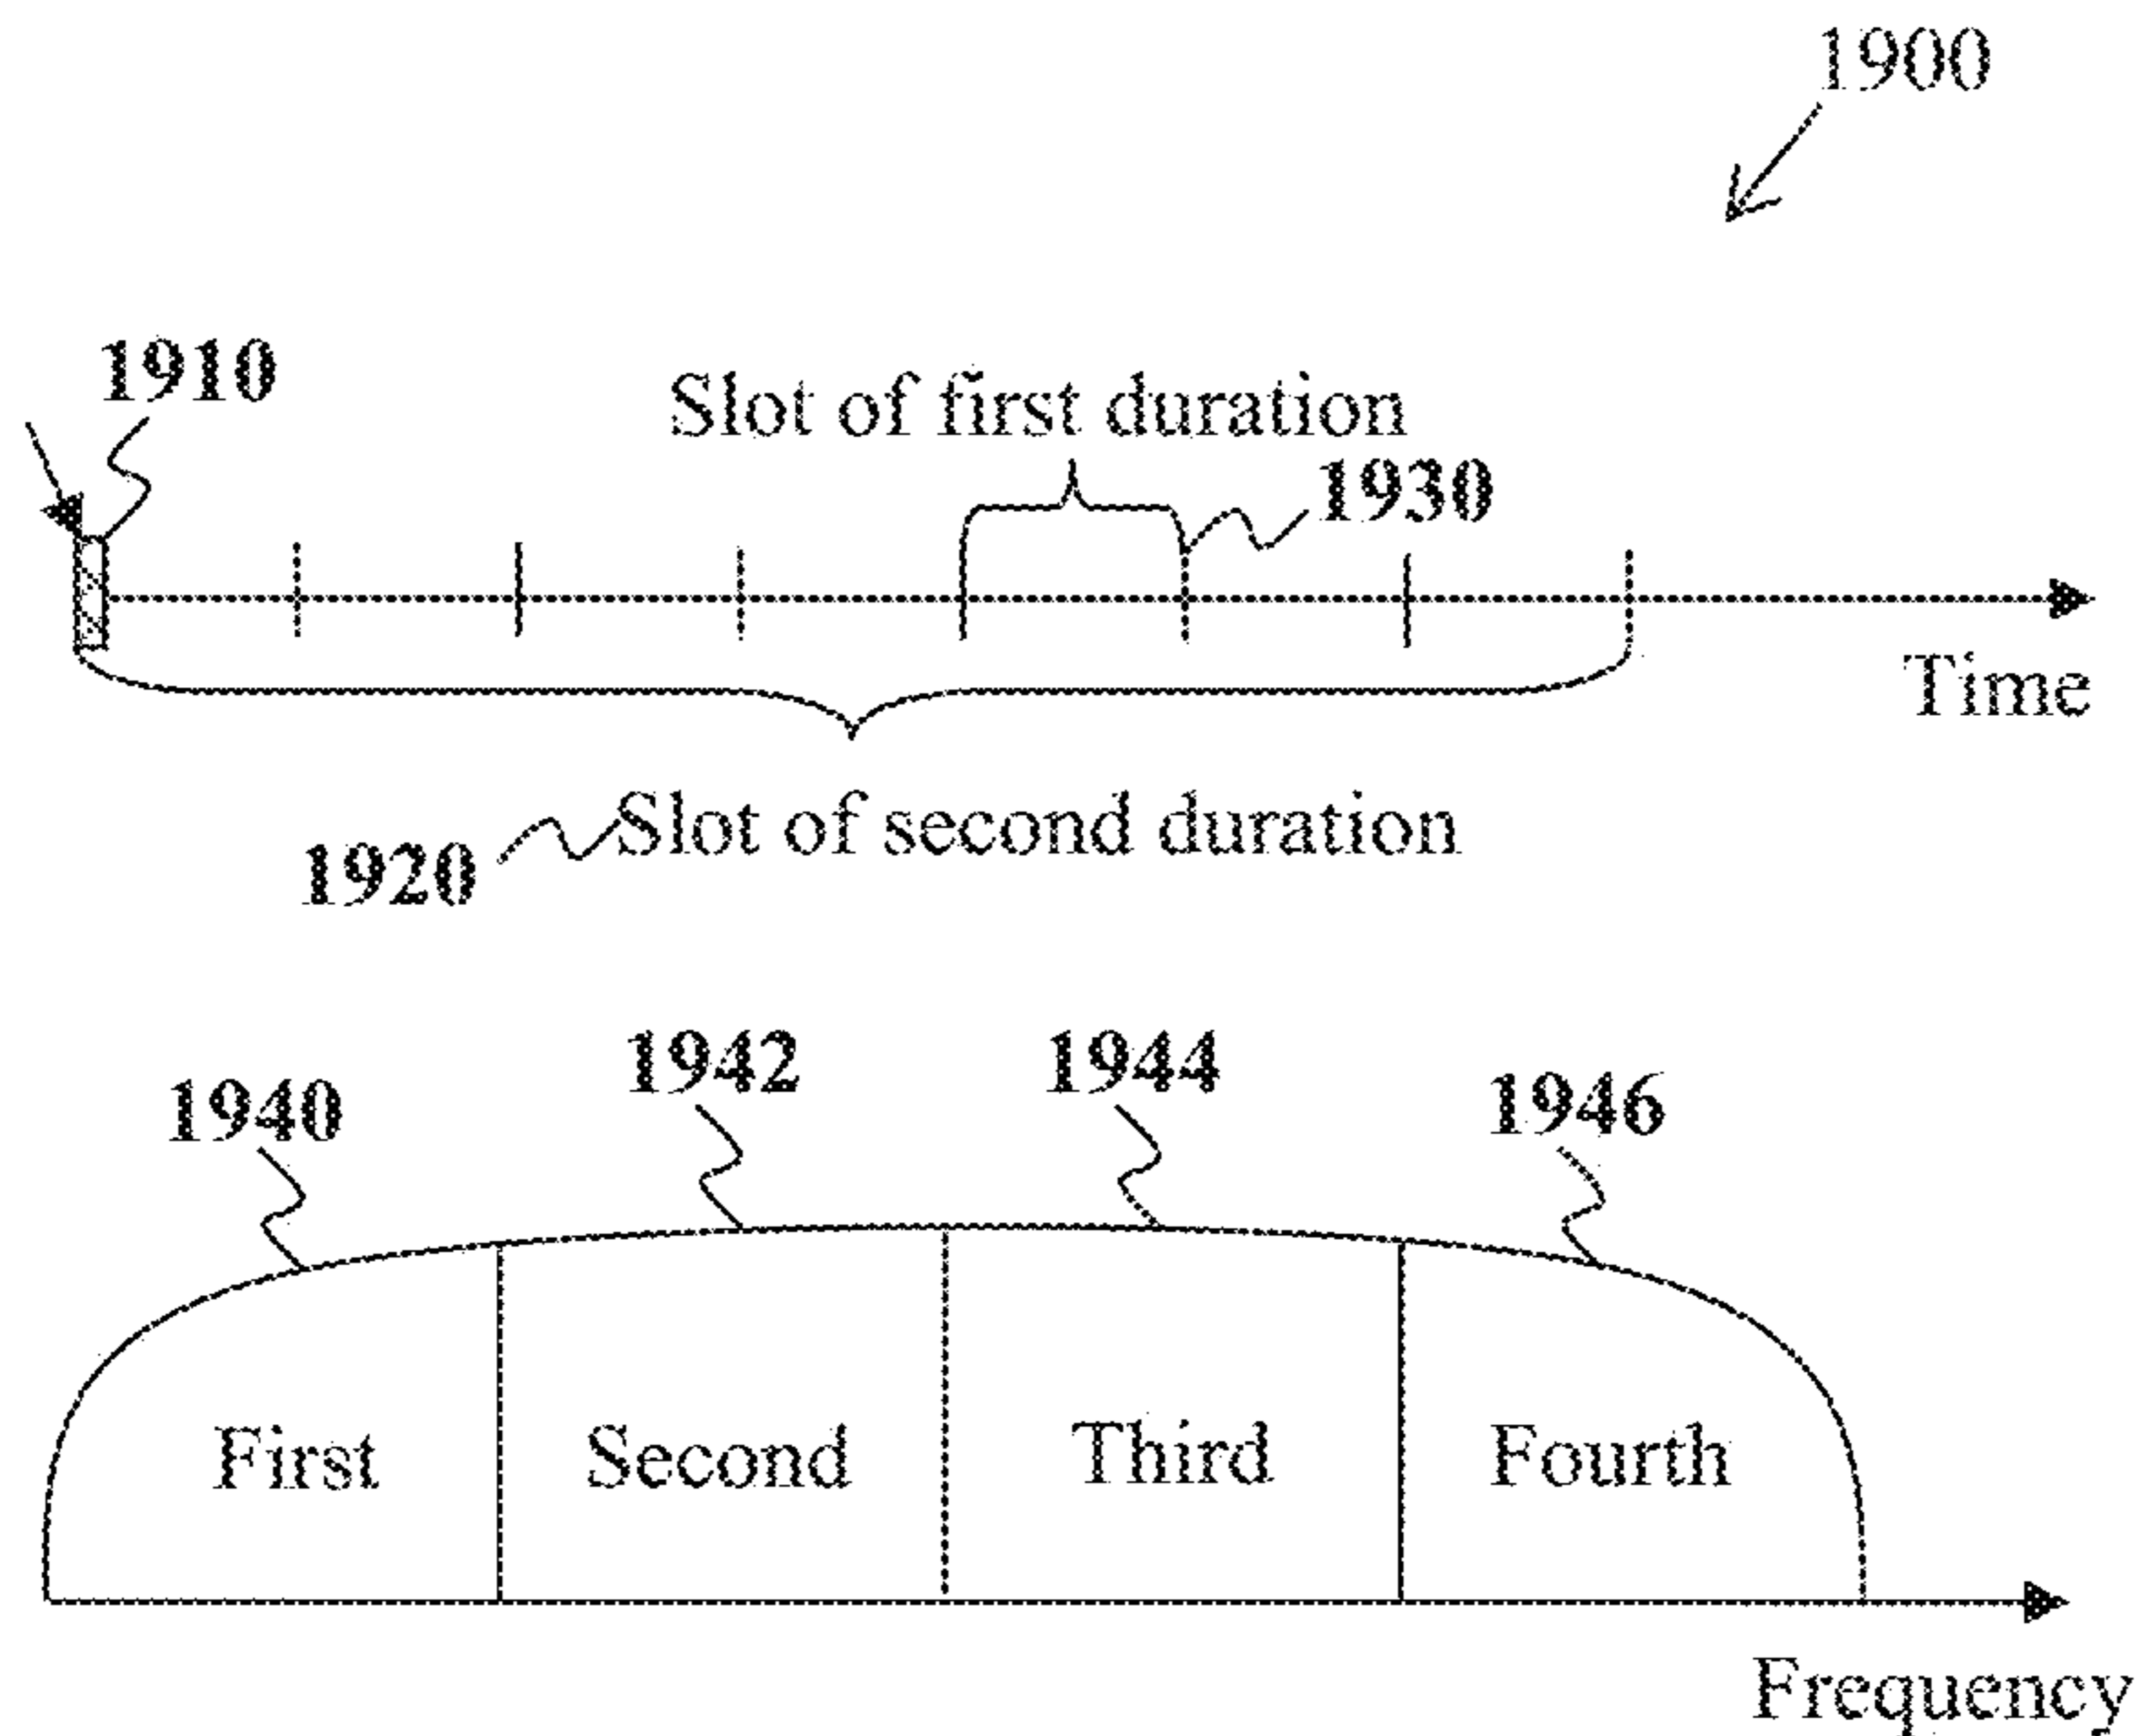 1900
1910
Slot of first duration
1930
Time
Slot of second duration
1920
1942
1944
1940
1946
First
Second
Third
Fourth
Frequency